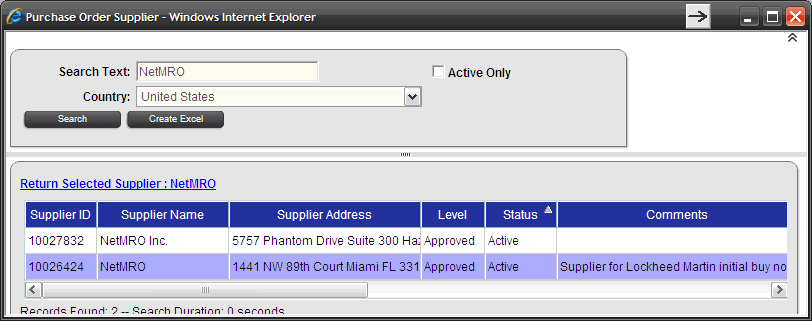 Purchase Order Supplier - Windows Internet Explorer
Search Text: NetMRO Active Only
Country: United States
Search Create Excel
Return Selected Supplier : NetMRO
Supplier ID Supplier Name Supplier Address Level Status Comments
10027832 NetMRO Inc. 5757 Phantom Drive Suite 300 Haz Approved Active
10026424 NetMRO 1441 NW 89th Court Miami FL 331 Approved Active Supplier for Lockheed Martin initial buy no
Records Found: 2 -- Search Duration: 0 seconds